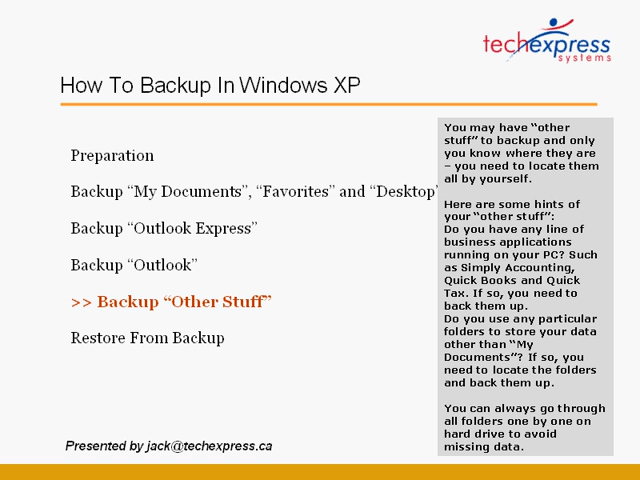 techexpress
systems
How To Backup In Windows XP
Preparation
Backup “My Documents”, “Favorites” and “Desktop”
Backup “Outlook Express”
Backup “Outlook”
>> Backup “Other Stuff”
Restore From Backup
You may have “other
stuff” to backup and only
you know where they are
– you need to locate them
all by yourself.
Here are some hints of
your “other stuff”:
Do you have any line of
business applications
running on your PC? Such
as Simply Accounting,
Quick Books and Quick
Tax. If so, you need to
back them up.
Do you use any particular
folders to store your data
other than “My
Documents”? If so, you
need to locate the folders
and back them up.
You can always go through
all folders one by one on
hard drive to avoid
missing data.
Presented by jack@techexpress.ca